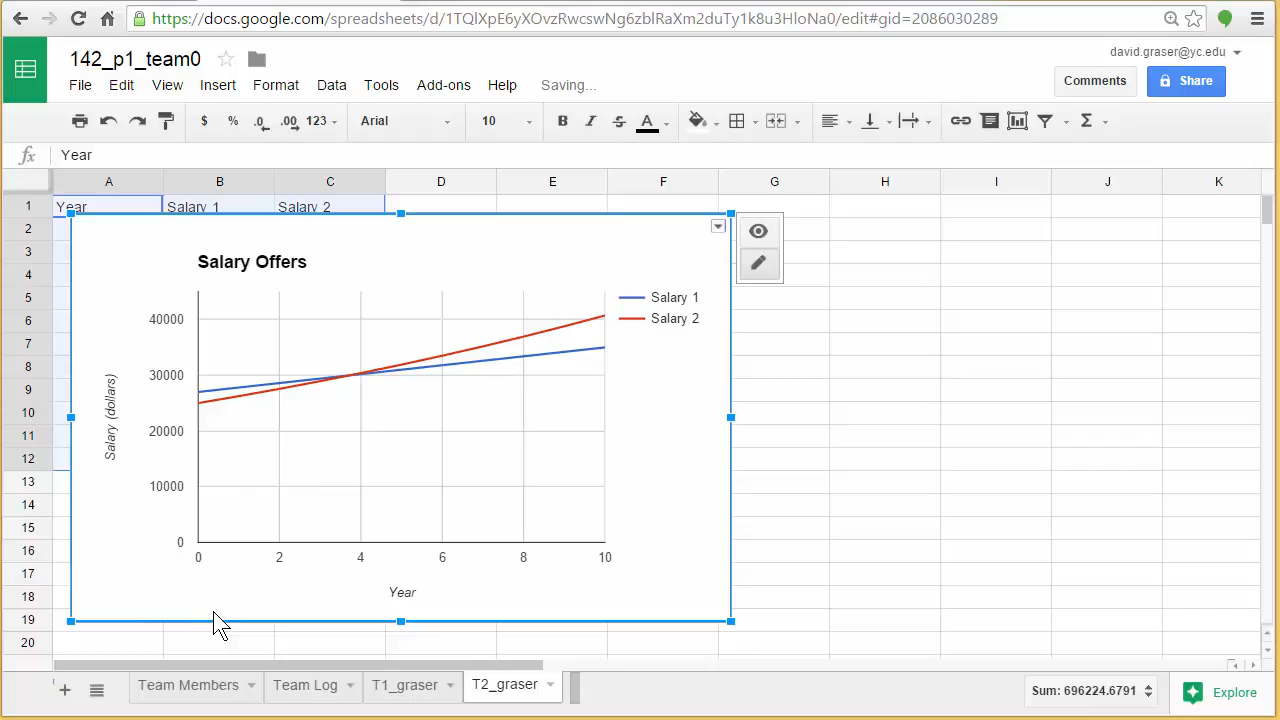 https://docs.google.com/spreadsheets/d/1TQlXpE6yXOvzRwcswNg6zblRaXm2duTy1t8u3HloNa0/edit#gid=2086030289
142_p1_team0
david.graser@yc.edu
File Edit View Insert Format Data Tools Add-ons Help Saving...
Comments Share
$ % .0 .00 123 Arial 10 B I S A Σ
fx Year
A B C D E F G H I J K
1 Year Salary 1 Salary 2
2
3
4
5
6
7
8
9
10
11
12
13
14
15
16
17
18
19
20
Salary Offers
Salary 1
Salary 2
40000
30000
20000
10000
0
Salary (dollars)
0 2 4 6 8 10
Year
Team Members Team Log T1_graser T2_graser Sum: 696224.6791 Explore